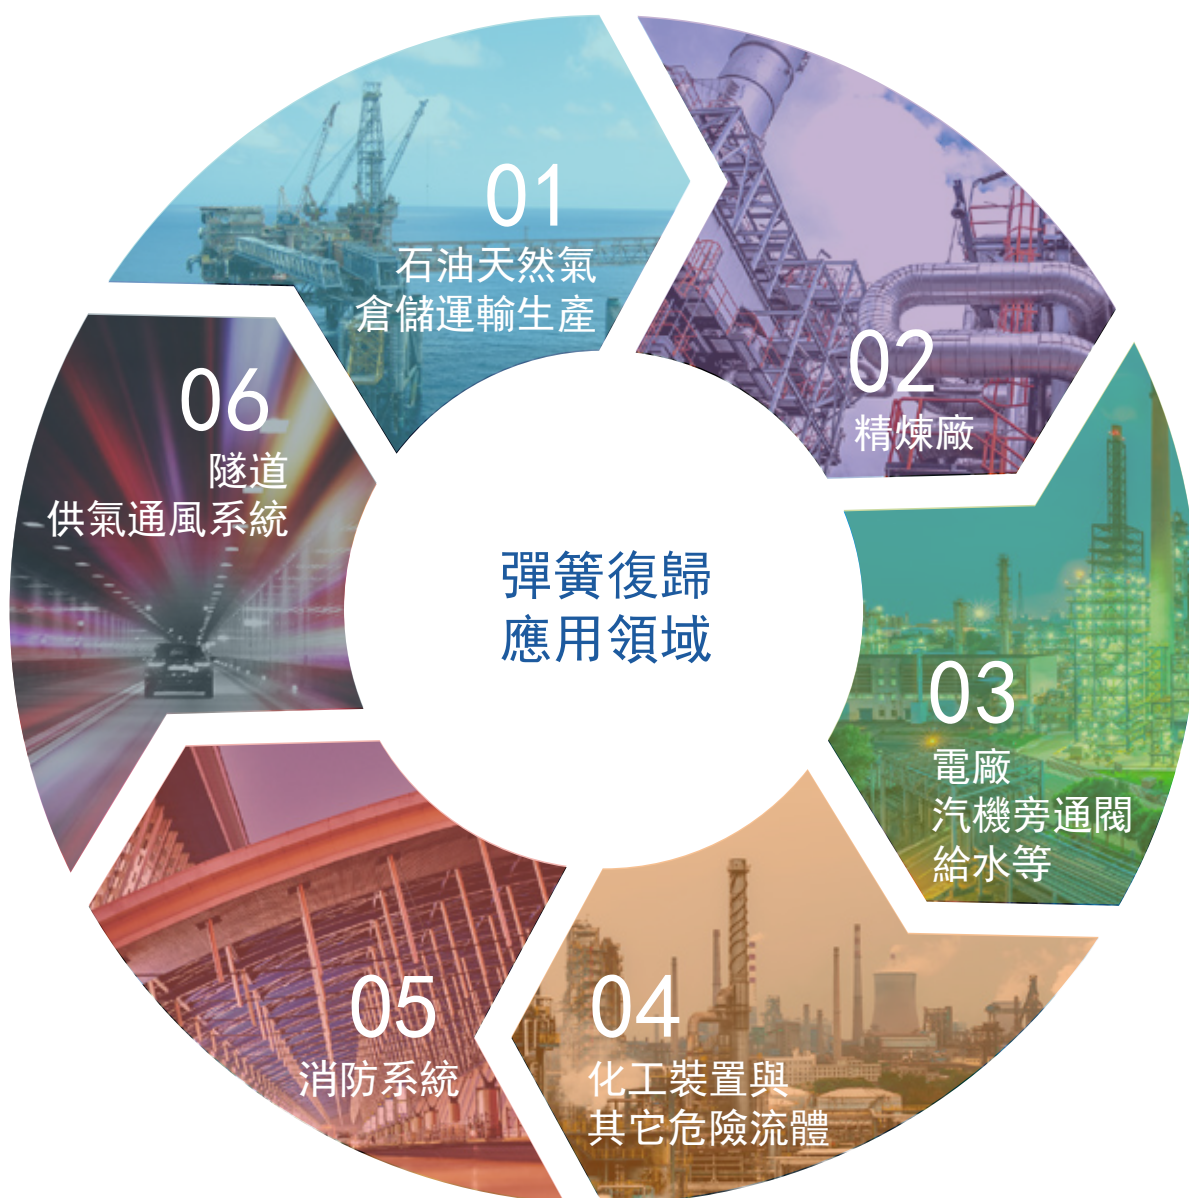 彈簧復歸
應用領域
01
石油天然氣
倉儲運輸生產
02
精煉廠
03
電廠
汽機旁通閥
給水等
04
化工裝置與
其它危險流體
05
消防系統
06
隧道
供氣通風系統